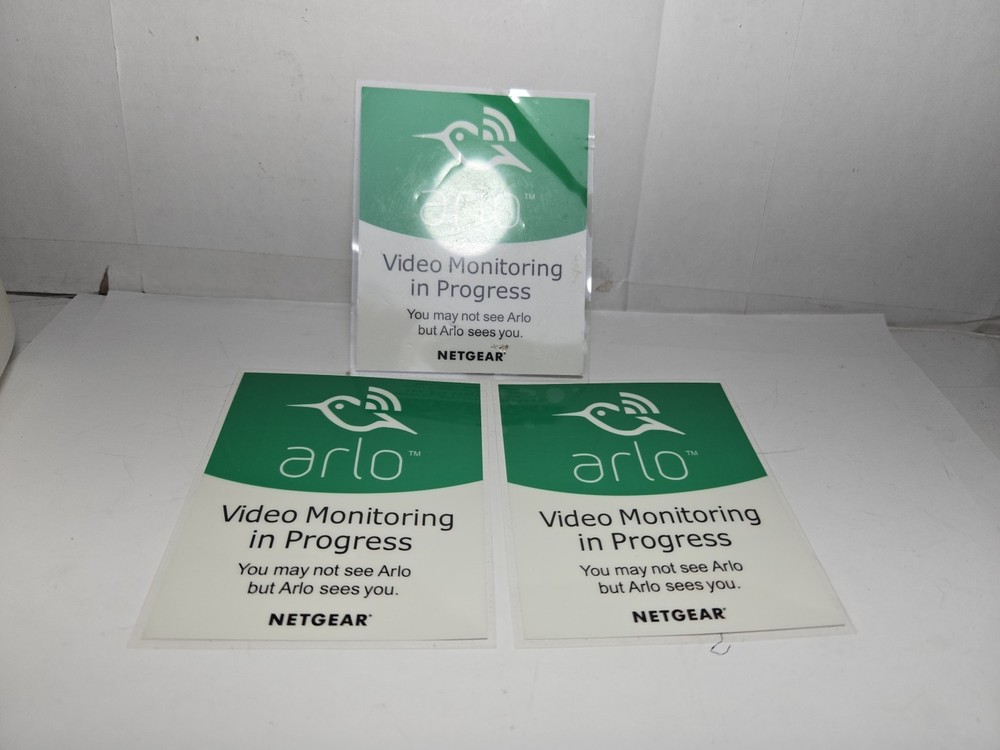 arlo™
Video Monitoring
in Progress
You may not see Arlo
but Arlo sees you.
NETGEAR®
arlo™
Video Monitoring
in Progress
You may not see Arlo
but Arlo sees you.
NETGEAR®
arlo™
Video Monitoring
in Progress
You may not see Arlo
but Arlo sees you.
NETGEAR®